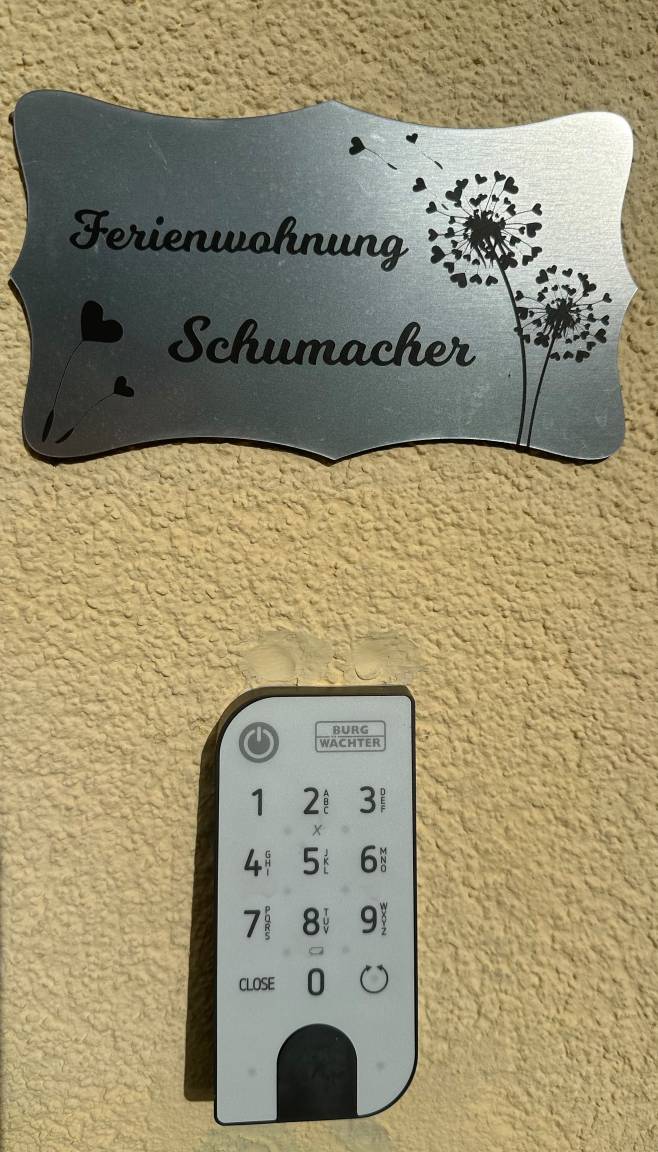 Ferienwohnung
Schumacher
BURG
WÄCHTER
1 2 ABC 3 DEF
X
4 GHI 5 JKL 6 MNO
7 PQRS 8 TUV 9 WXYZ
CLOSE 0